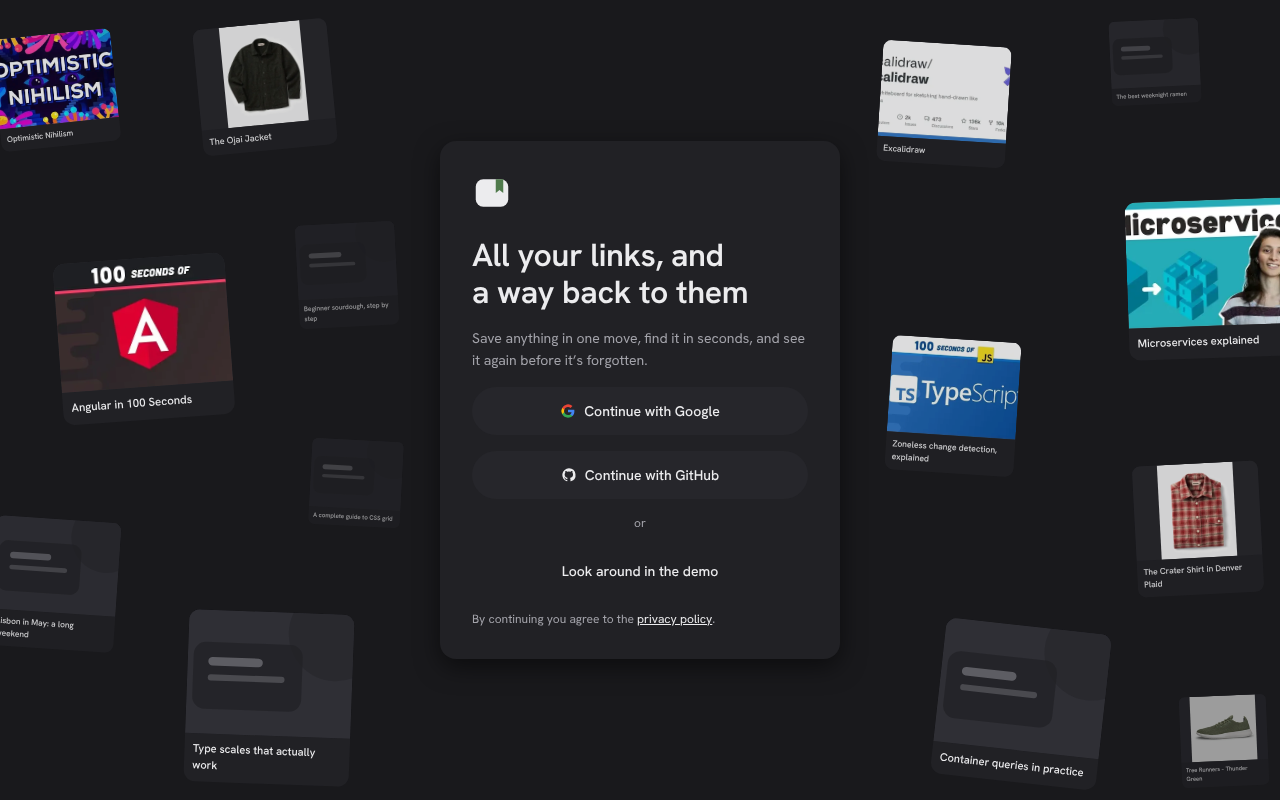 OPTIMISTIC
NIHILISM
Optimistic Nihilism
The Ojai Jacket
alidraw/
alidraw
Excalidraw
The best weeknight ramen
100 SECONDS OF
A
Angular in 100 Seconds
Beginner sourdough, step by
step
All your links, and
a way back to them
Save anything in one move, find it in seconds, and see
it again before it’s forgotten.
Continue with Google
Continue with GitHub
or
Look around in the demo
By continuing you agree to the privacy policy.
Microservice
Microservices explained
100 SECONDS OF
JS
TS TypeScrip
Zoneless change detection,
explained
A complete guide to CSS grid
The Crater Shirt in Denver
Plaid
isbon in May: a long
weekend
Type scales that actually
work
Container queries in practice
Tree Runners – Thunder
Green